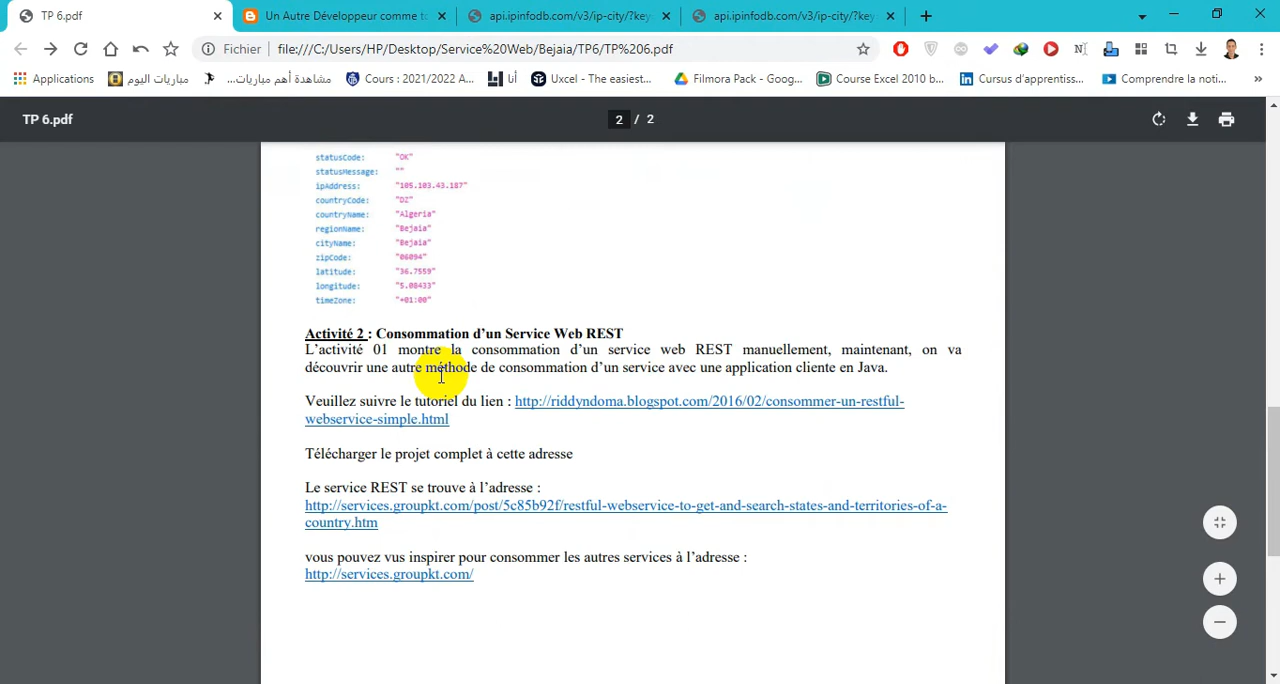 TP 6.pdf
Un Autre Développeur comme to
api.ipinfodb.com/v3/ip-city/?key
api.ipinfodb.com/v3/ip-city/?key
Fichier
file:///C:/Users/HP/Desktop/Service%20Web/Bejaia/TP6/TP%206.pdf
Applications
مباريات اليوم
مشاهدة أهم مباريات...
Cours : 2021/2022 A...
أنا
Uxcel - The easiest...
Filmora Pack - Goog...
Course Excel 2010 b...
Cursus d'apprentiss...
Comprendre la noti...
»
TP 6.pdf
2 / 2
statusCode: "OK"
statusMessage: ""
ipAddress: "105.103.43.187"
countryCode: "DZ"
countryName: "Algeria"
regionName: "Bejaia"
cityName: "Bejaia"
zipCode: "06094"
latitude: "36.7559"
longitude: "5.08433"
timeZone: "+01:00"
Activité 2 : Consommation d'un Service Web REST
L'activité 01 montre la consommation d'un service web REST manuellement, maintenant, on va
découvrir une autre méthode de consommation d'un service avec une application cliente en Java.
Veuillez suivre le tutoriel du lien : http://riddyndoma.blogspot.com/2016/02/consommer-un-restful-
webservice-simple.html
Télécharger le projet complet à cette adresse
Le service REST se trouve à l'adresse :
http://services.groupkt.com/post/5c85b92f/restful-webservice-to-get-and-search-states-and-territories-of-a-
country.htm
vous pouvez vus inspirer pour consommer les autres services à l'adresse :
http://services.groupkt.com/